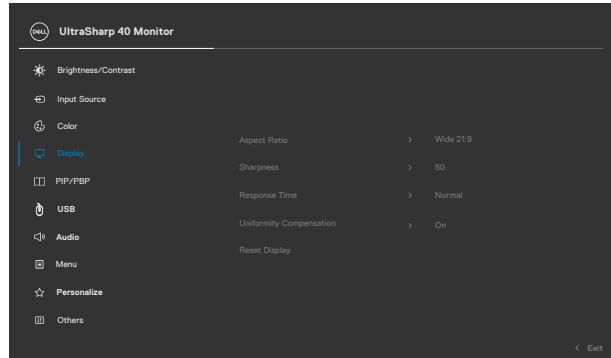 DELL UltraSharp 40 Monitor
Brightness/Contrast
Input Source
Color
Aspect Ratio > Wide 21:9
Display
Sharpness > 50
PIP/PBP
Response Time > Normal
USB
Uniformity Compensation > On
Audio
Reset Display
Menu
Personalize
Others
< Exit